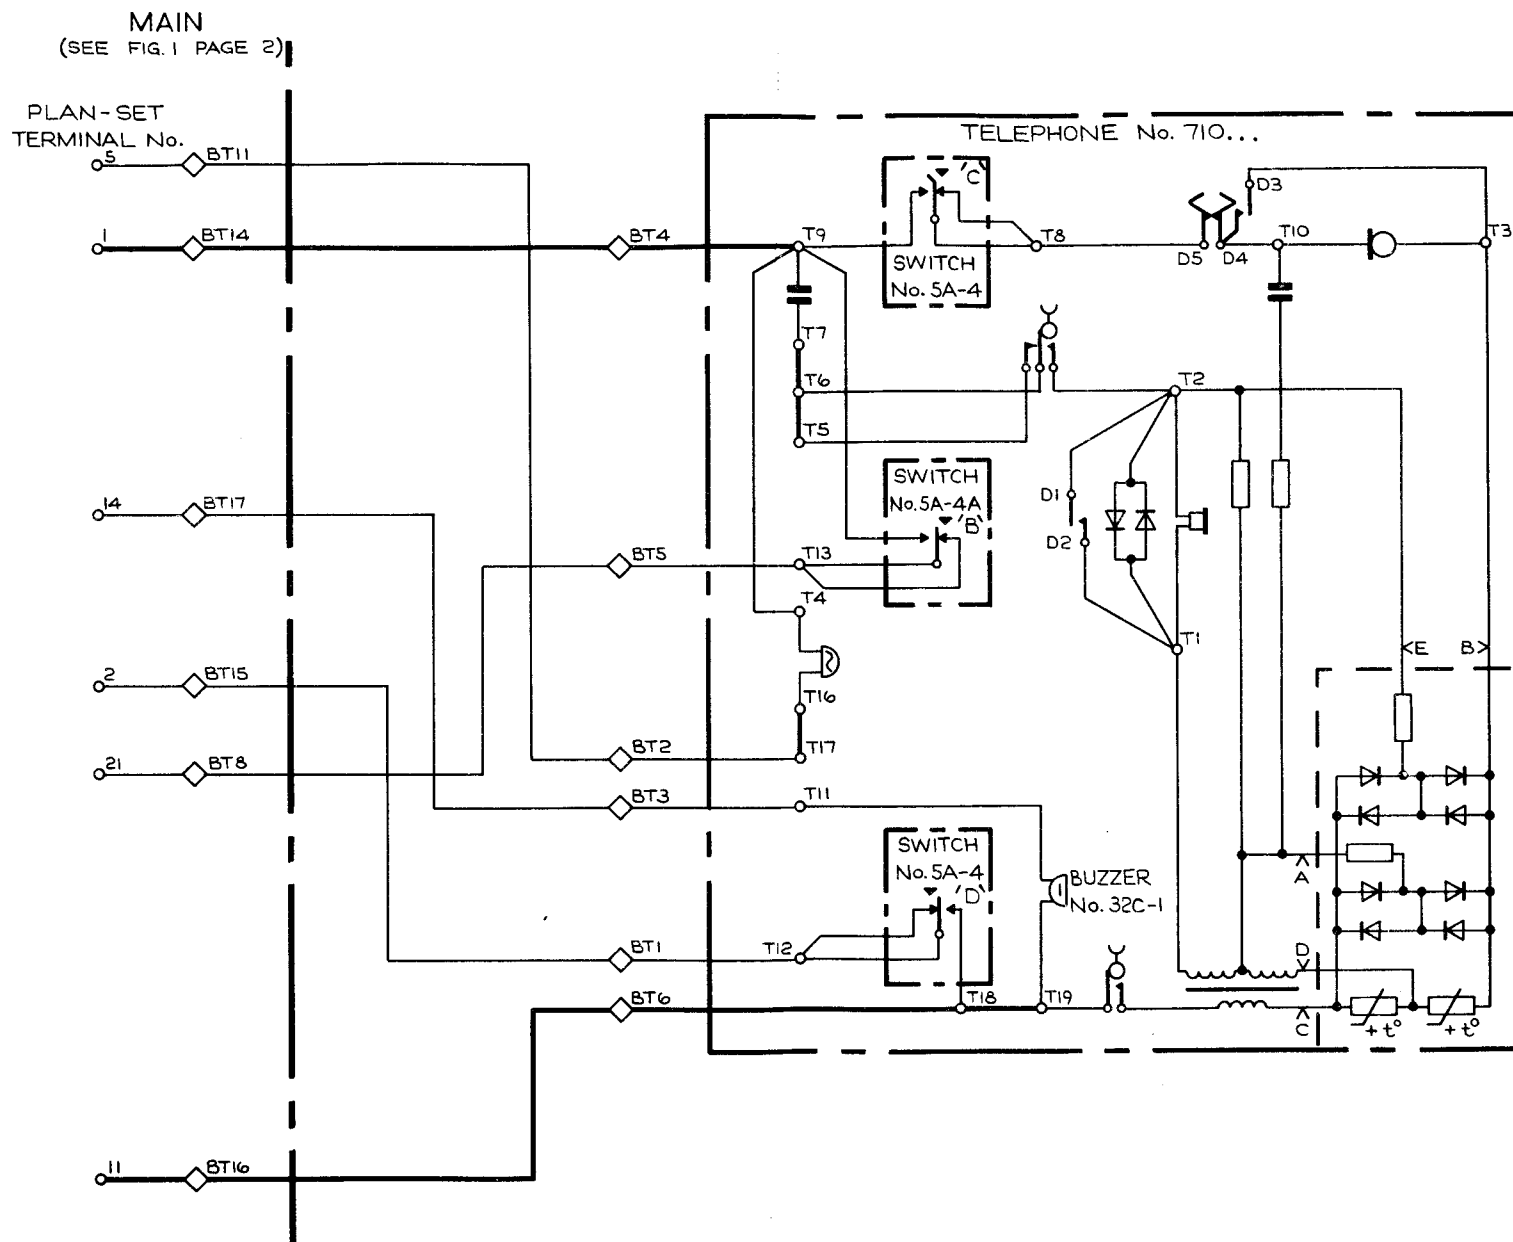 MAIN
(SEE FIG. 1 PAGE 2)
PLAN-SET
TERMINAL No.
TELEPHONE No. 710...
5 BT11
'C'
D3
1 BT14
BT4
T9
T8
D5 D4
T10
T3
SWITCH
No. 5A-4
T7
T6
T2
T5
SWITCH
No. 5A-4A
'B'
14 BT17
D1
D2
BT5
T13
T4
T1
E B
2 BT15
T16
21 BT8
BT2
T17
BT3
T11
SWITCH
No. 5A-4
'D'
BUZZER
No. 32C-1
A
BT1
T12
D
BT6
T18
T19
C
+t° +t°
11 BT16